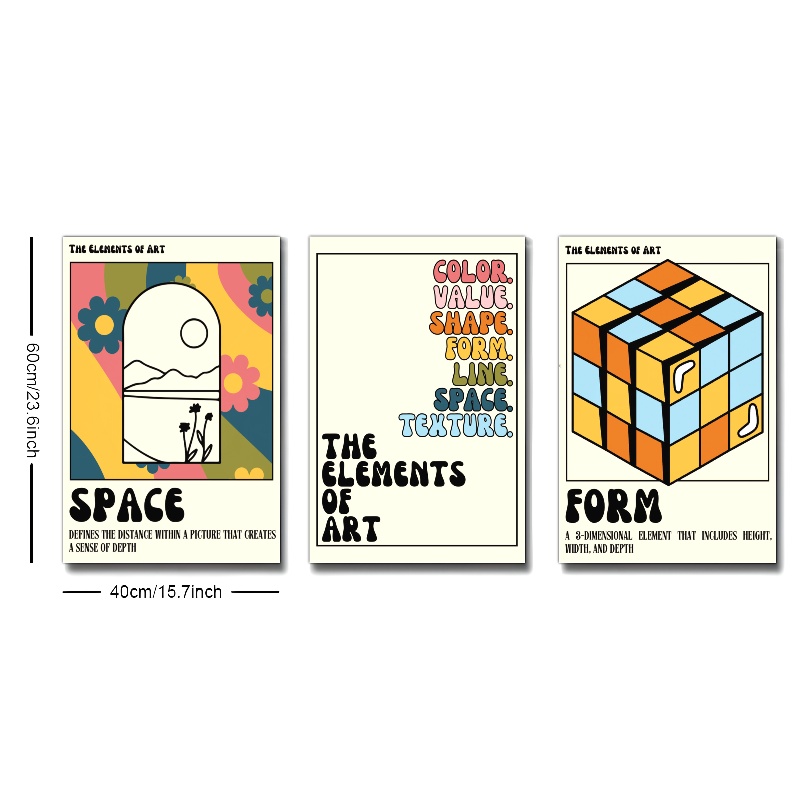 THE ELEMENTS OF ART
SPACE
DEFINES THE DISTANCE WITHIN A PICTURE THAT CREATES
A SENSE OF DEPTH
COLOR.
VALUE.
SHAPE.
FORM.
LINE.
SPACE.
TEXTURE.
THE
ELEMENTS
OF
ART
THE ELEMENTS OF ART
FORM
A 3-DIMENSIONAL ELEMENT THAT INCLUDES HEIGHT,
WIDTH, AND DEPTH
60cm/23.6inch
40cm/15.7inch